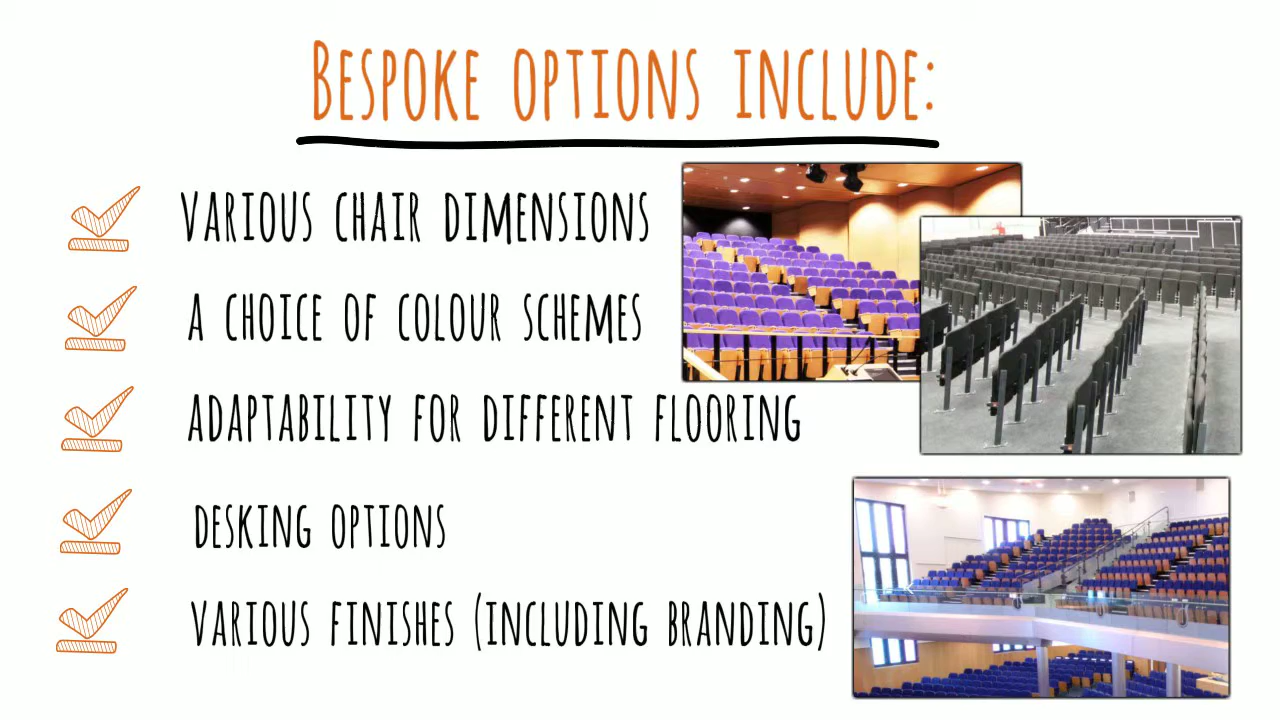 Bespoke options include:
various chair dimensions
a choice of colour schemes
adaptability for different flooring
desking options
various finishes (including branding)